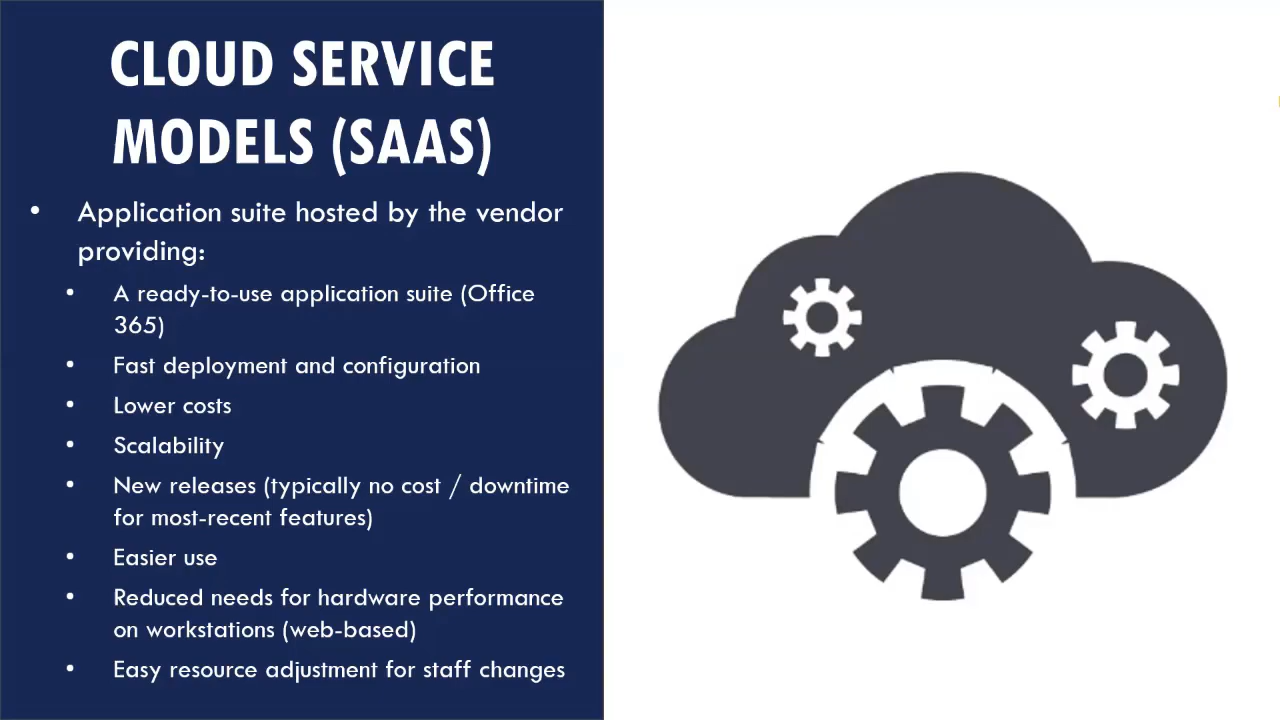 CLOUD SERVICE
MODELS (SAAS)
• Application suite hosted by the vendor
providing:
• A ready-to-use application suite (Office
365)
• Fast deployment and configuration
• Lower costs
• Scalability
• New releases (typically no cost / downtime
for most-recent features)
• Easier use
• Reduced needs for hardware performance
on workstations (web-based)
• Easy resource adjustment for staff changes